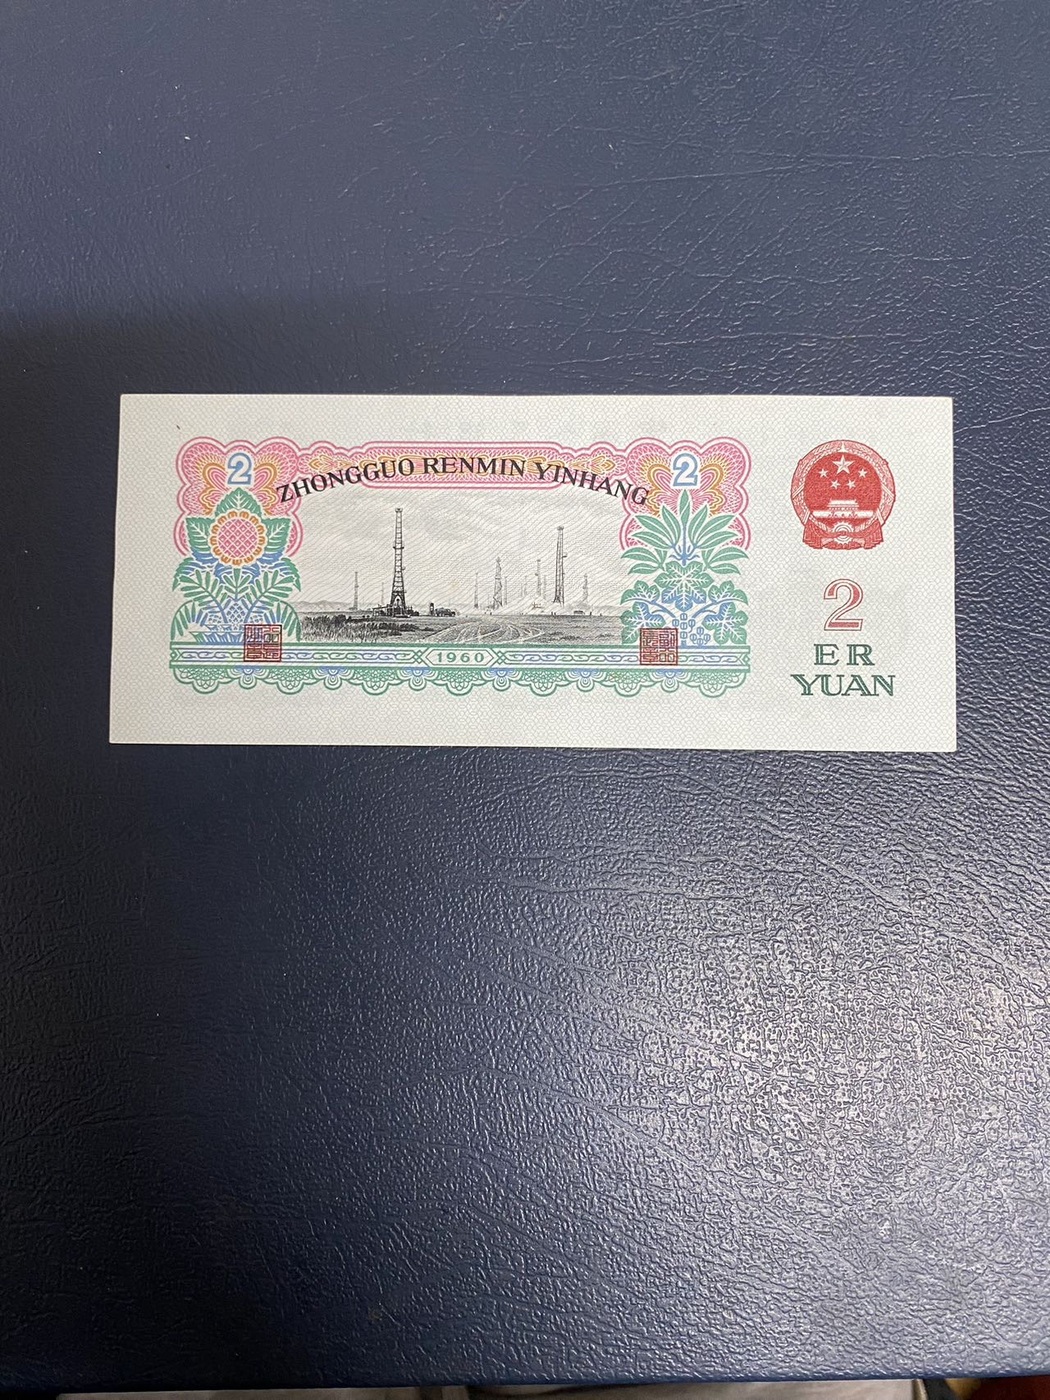 2
2
ZHONGGUO RENMIN YINHANG
1960
2
ER
YUAN